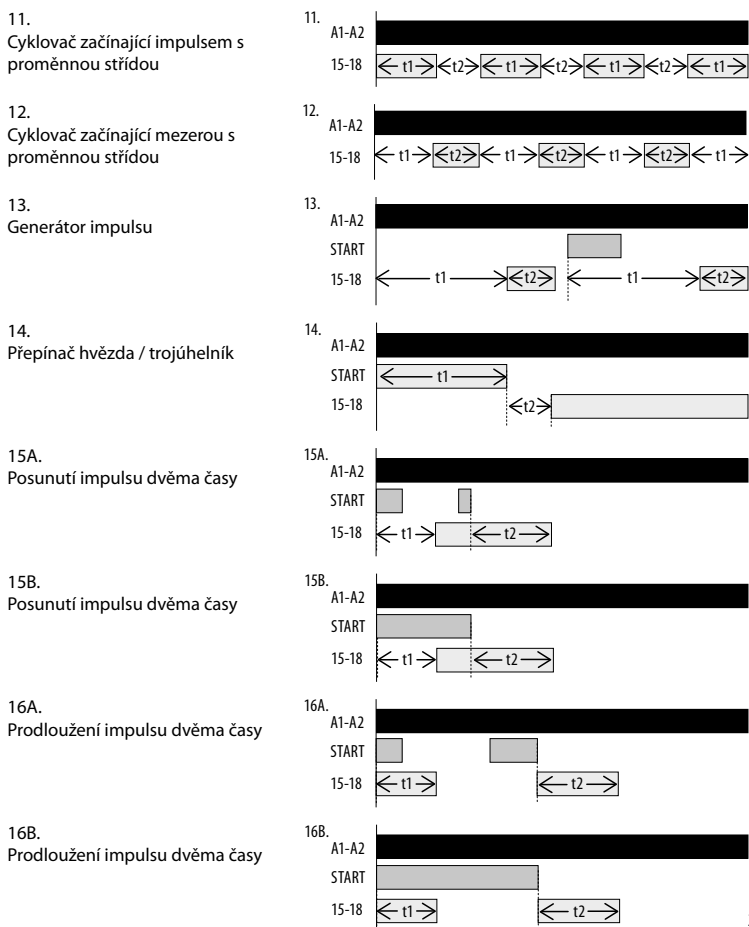 11.
Cyklovač začínající impulsem s
proměnnou střídou
11.
A1-A2
15-18
t1 t2 t1 t2 t1 t2 t1
12.
Cyklovač začínající mezerou s
proměnnou střídou
12.
A1-A2
15-18
t1 t2 t1 t2 t1 t2 t1
13.
Generátor impulsu
13.
A1-A2
START
15-18
t1 t2 t1 t2
14.
Přepínač hvězda / trojúhelník
14.
A1-A2
START
t1
15-18
t2
15A.
Posunutí impulsu dvěma časy
15A.
A1-A2
START
15-18
t1 t2
15B.
Posunutí impulsu dvěma časy
15B.
A1-A2
START
15-18
t1 t2
16A.
Prodloužení impulsu dvěma časy
16A.
A1-A2
START
15-18
t1 t2
16B.
Prodloužení impulsu dvěma časy
16B.
A1-A2
START
15-18
t1 t2